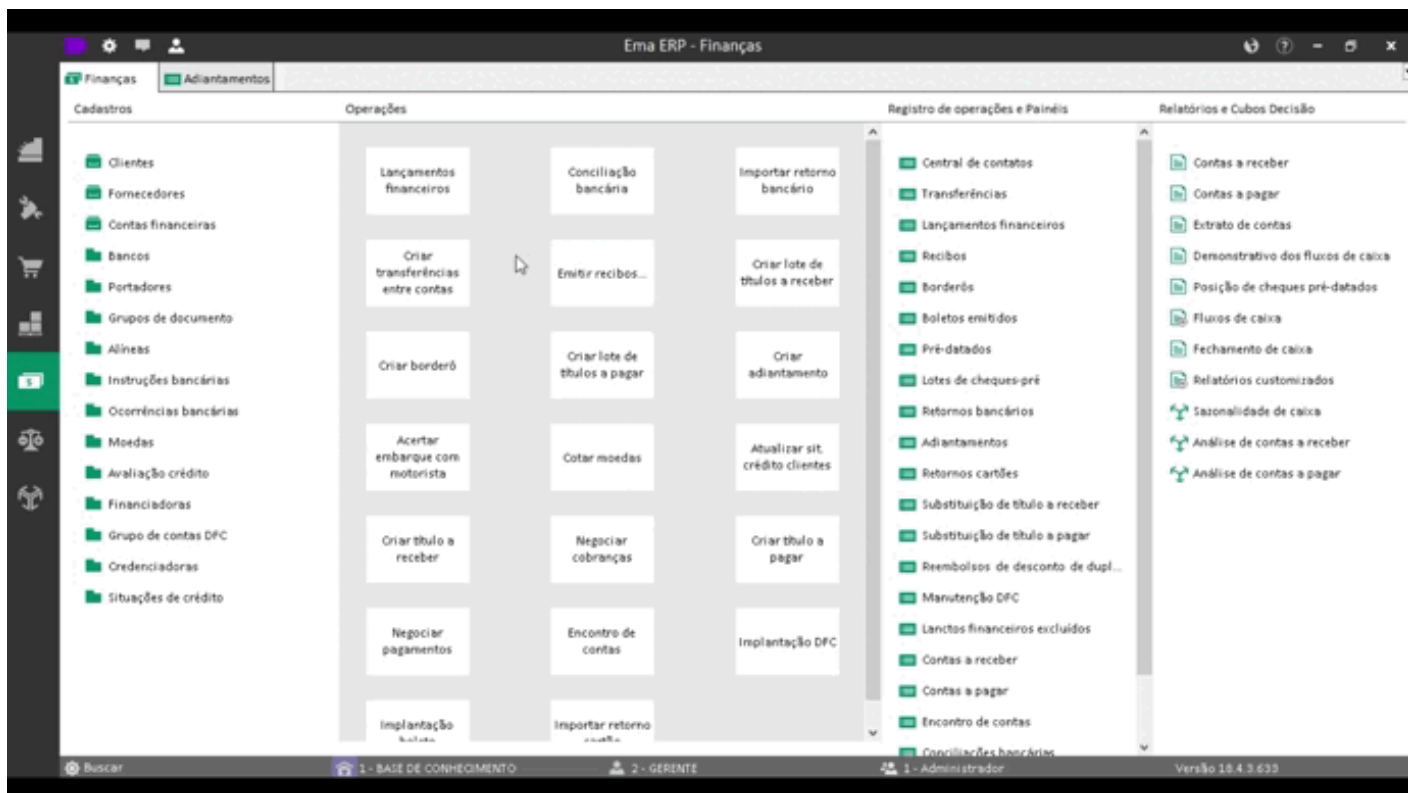 Ema ERP - Finanças
Finanças
Adiantamentos
Cadastros
Operações
Registro de operações e Painéis
Relatórios e Cubos Decisão
Clientes
Fornecedores
Contas financeiras
Bancos
Portadores
Grupos de documento
Alíneas
Instruções bancárias
Ocorrências bancárias
Moedas
Avaliação crédito
Financiadoras
Grupo de contas DFC
Credenciadoras
Situações de crédito
Lançamentos
financeiros
Conciliação
bancária
Importar retorno
bancário
Criar
transferências
entre contas
Emitir recibos...
Criar lote de
títulos a receber
Criar borderô
Criar lote de
títulos a pagar
Criar
adiantamento
Acertar
embarque com
motorista
Cotar moedas
Atualizar sit.
crédito clientes
Criar título a
receber
Negociar
cobranças
Criar título a
pagar
Negociar
pagamentos
Encontro de
contas
Implantação DFC
Implantação
boleto
Importar retorno
cartão
Central de contatos
Transferências
Lançamentos financeiros
Recibos
Borderôs
Boletos emitidos
Pré-datados
Lotes de cheques-pré
Retornos bancários
Adiantamentos
Retornos cartões
Substituição de título a receber
Substituição de título a pagar
Reembolsos de desconto de dupl...
Manutenção DFC
Lanctos financeiros excluídos
Contas a receber
Contas a pagar
Encontro de contas
Conciliações bancárias
Contas a receber
Contas a pagar
Extrato de contas
Demonstrativo dos fluxos de caixa
Posição de cheques pré-datados
Fluxos de caixa
Fechamento de caixa
Relatórios customizados
Sazonalidade de caixa
Análise de contas a receber
Análise de contas a pagar
Buscar
1 - BASE DE CONHECIMENTO
2 - GERENTE
1 - Administrador
Versão 18.4.3.633